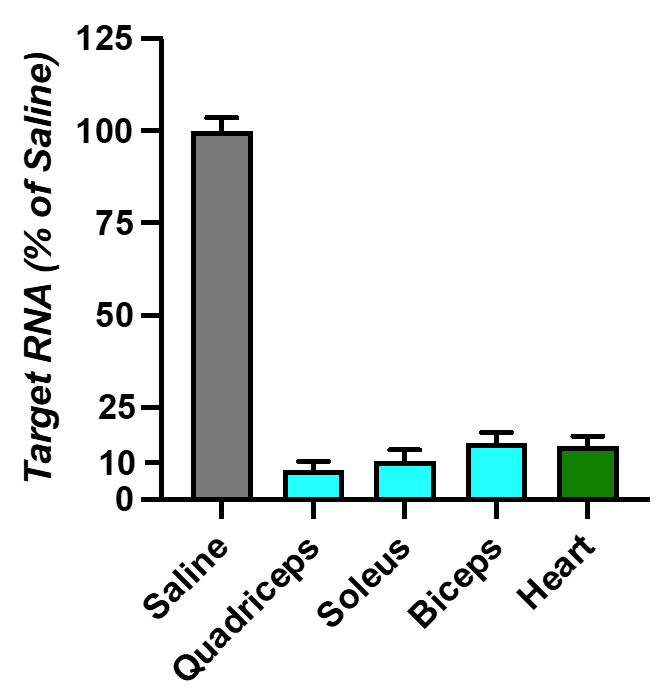 Target RNA (% of Saline)
125
100
75
50
25
10
0
Saline
Quadriceps
Soleus
Biceps
Heart